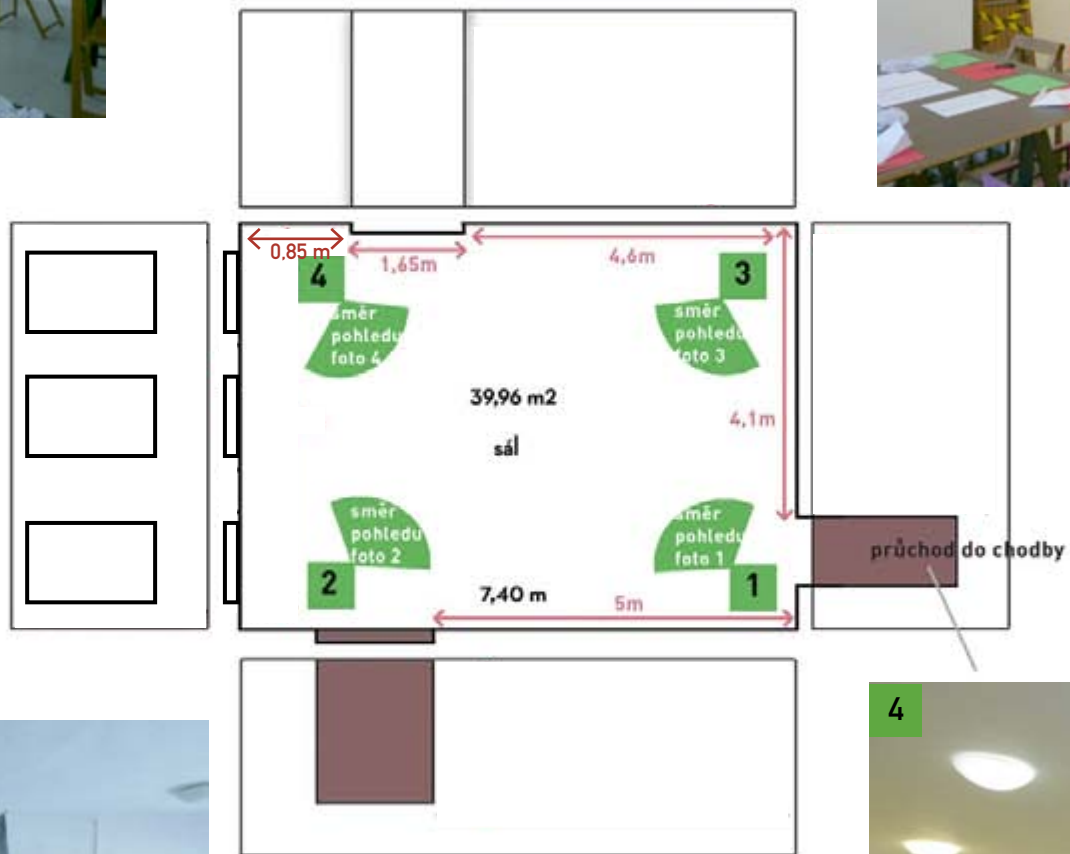 0,85 m
1,65m
4,6m
4
3
směr
pohledu
foto 4
směr
pohledu
foto 3
39,96 m2
4,1m
sál
směr
pohledu
foto 2
směr
pohledu
foto 1
průchod do chodby
2
1
7,40 m
5m
4